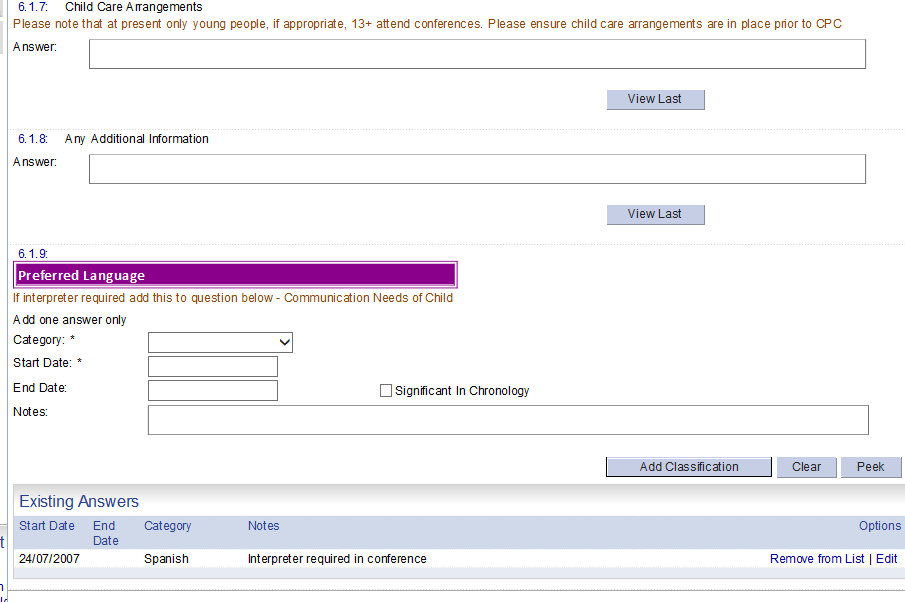 6.1.7: Child Care Arrangements
Please note that at present only young people, if appropriate, 13+ attend conferences. Please ensure child care arrangements are in place prior to CPC
Answer:
View Last
6.1.8: Any Additional Information
Answer:
View Last
6.1.9:
Preferred Language
If interpreter required add this to question below - Communication Needs of Child
Add one answer only
Category: *
Start Date: *
End Date: Significant In Chronology
Notes:
Add Classification Clear Peek
Existing Answers
Start Date End Date Category Notes Options
24/07/2007 Spanish Interpreter required in conference Remove from List | Edit